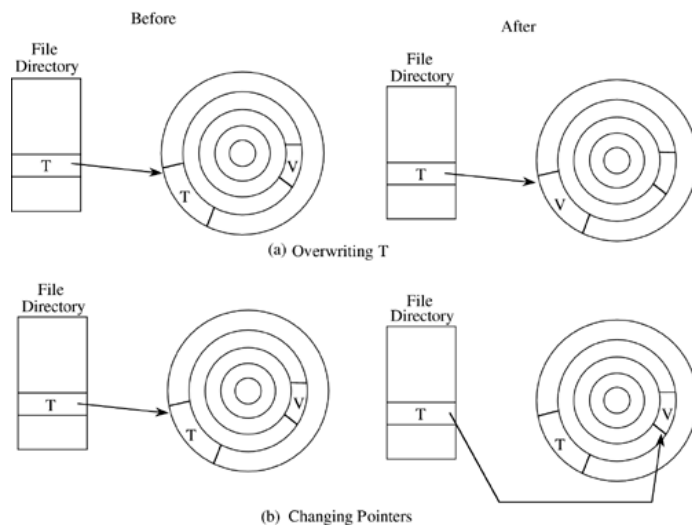 Before
After
File
Directory
T
T
V
File
Directory
T
V
(a) Overwriting T
File
Directory
T
T
V
File
Directory
T
T
V
(b) Changing Pointers